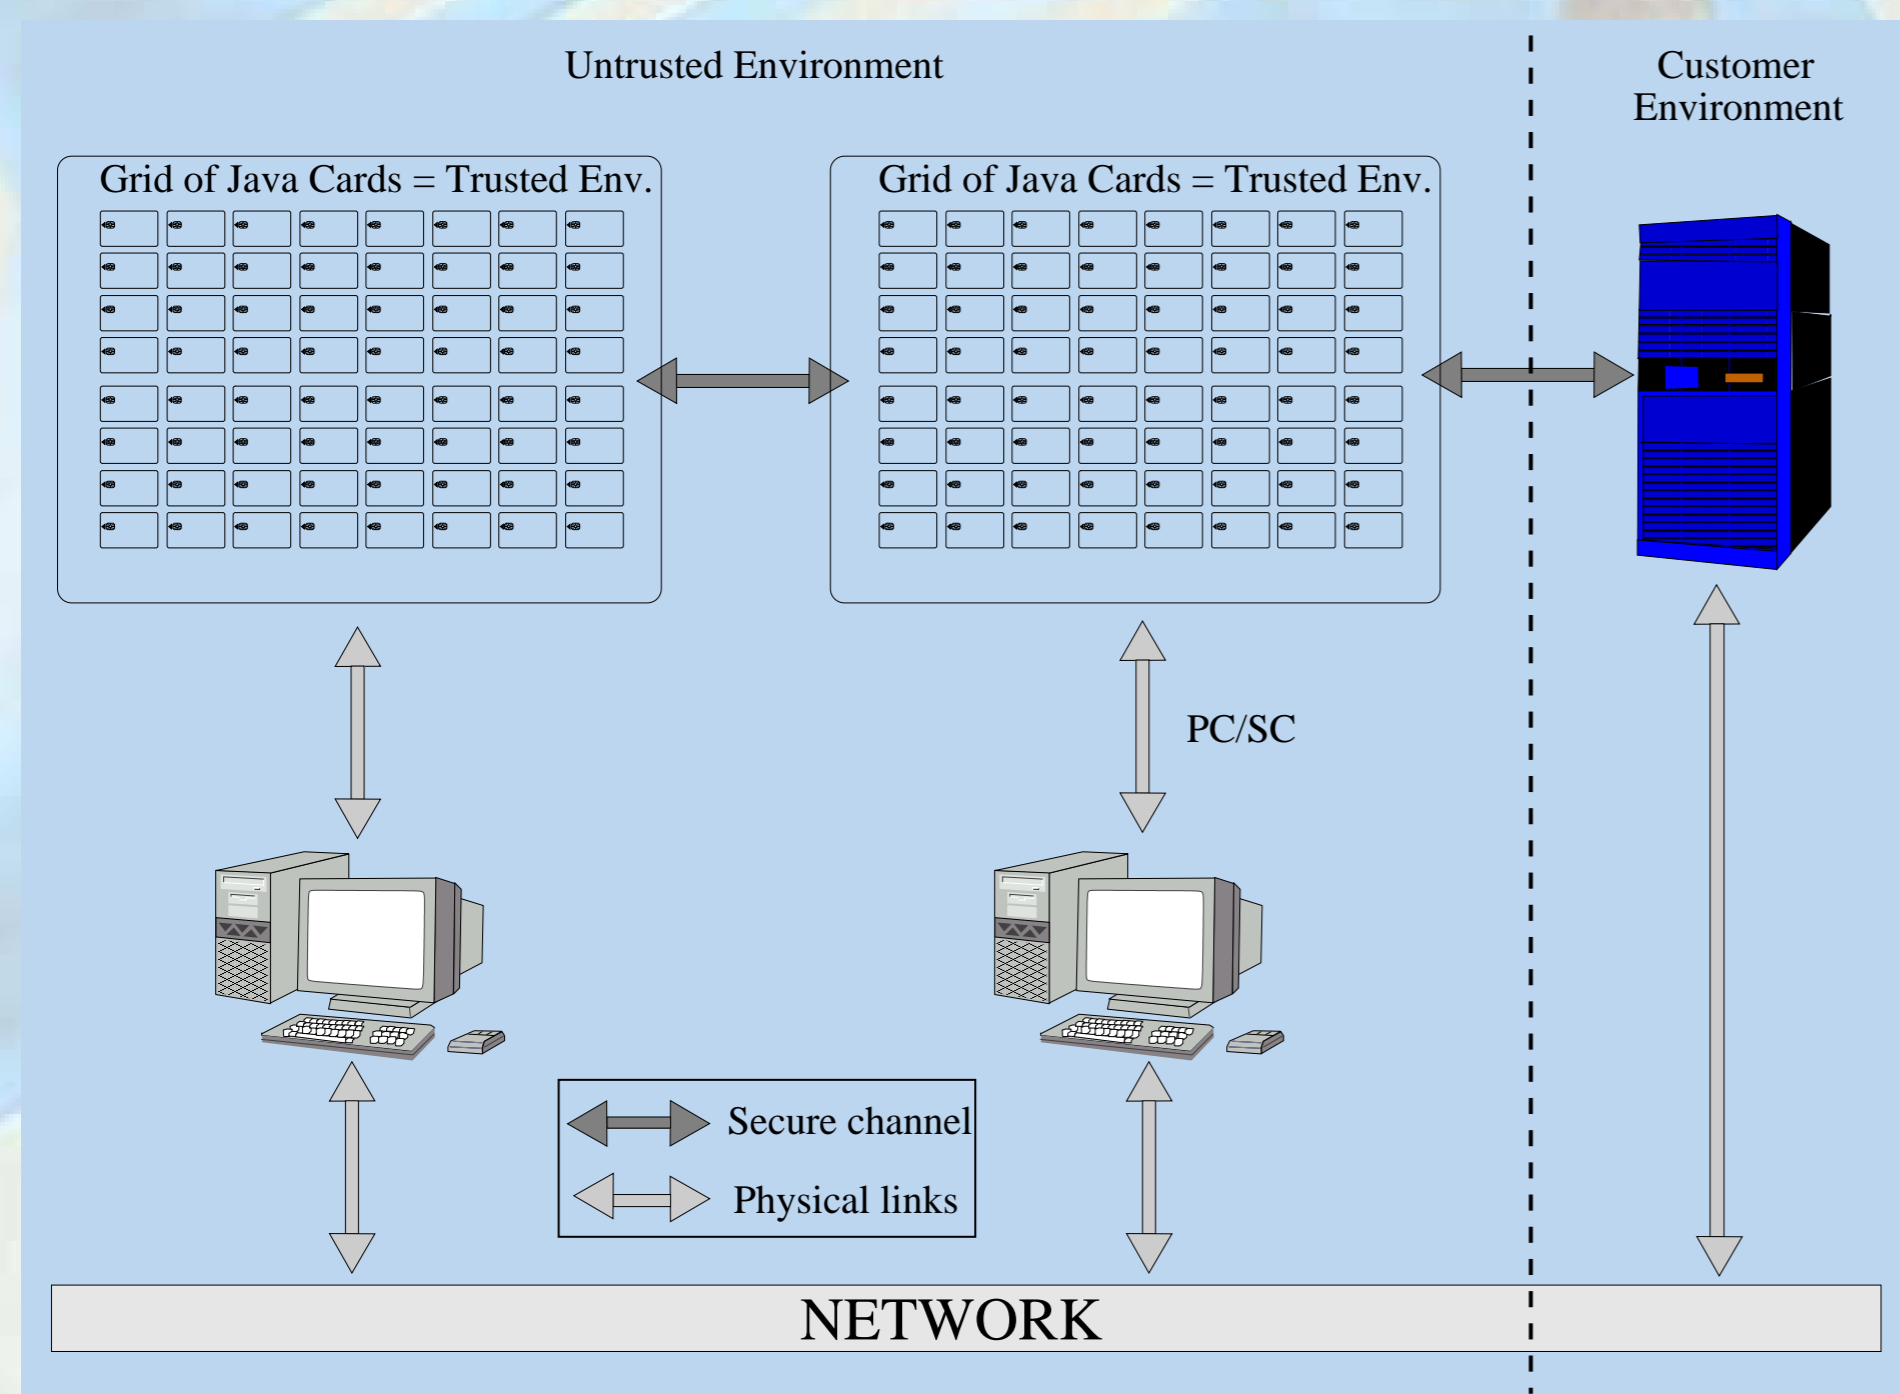 Untrusted Environment
Customer
Environment
Grid of Java Cards = Trusted Env.
Grid of Java Cards = Trusted Env.
PC/SC
Secure channel
Physical links
NETWORK